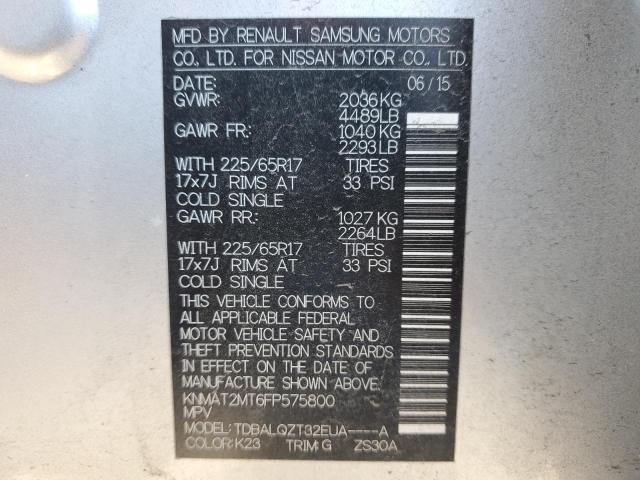 MFD BY RENAULT SAMSUNG MOTORS
CO., LTD. FOR NISSAN MOTOR CO., LTD.
DATE: 06/15
GVWR: 2036KG
4489LB
GAWR FR: 1040KG
2293LB
WITH 225/65R17 TIRES
17x7J RIMS AT 33 PSI
COLD SINGLE
GAWR RR: 1027KG
2264LB
WITH 225/65R17 TIRES
17x7J RIMS AT 33 PSI
COLD SINGLE
THIS VEHICLE CONFORMS TO
ALL APPLICABLE FEDERAL
MOTOR VEHICLE SAFETY AND
THEFT PREVENTION STANDARDS
IN EFFECT ON THE DATE OF
MANUFACTURE SHOWN ABOVE.
KNMAT2MT6FP575800
MPV
MODEL: TDBALQZT32EUA----A
COLOR:K23 TRIM:G ZS30A